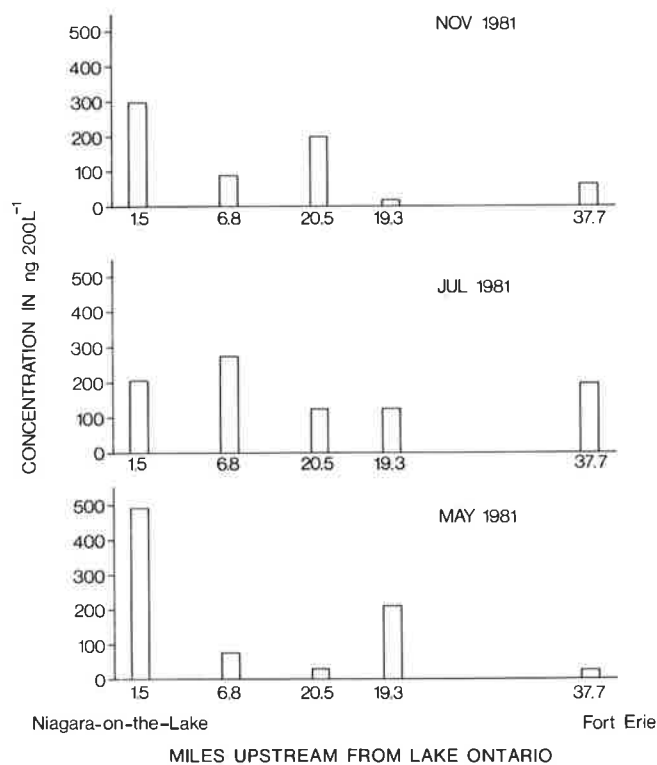 NOV 1981
500
400
300
200
100
0
1.5 6.8 20.5 19.3 37.7
JUL 1981
500
400
300
200
100
0
1.5 6.8 20.5 19.3 37.7
MAY 1981
500
400
300
200
100
0
1.5 6.8 20.5 19.3 37.7
CONCENTRATION IN ng 200L⁻¹
Niagara-on-the-Lake Fort Erie
MILES UPSTREAM FROM LAKE ONTARIO